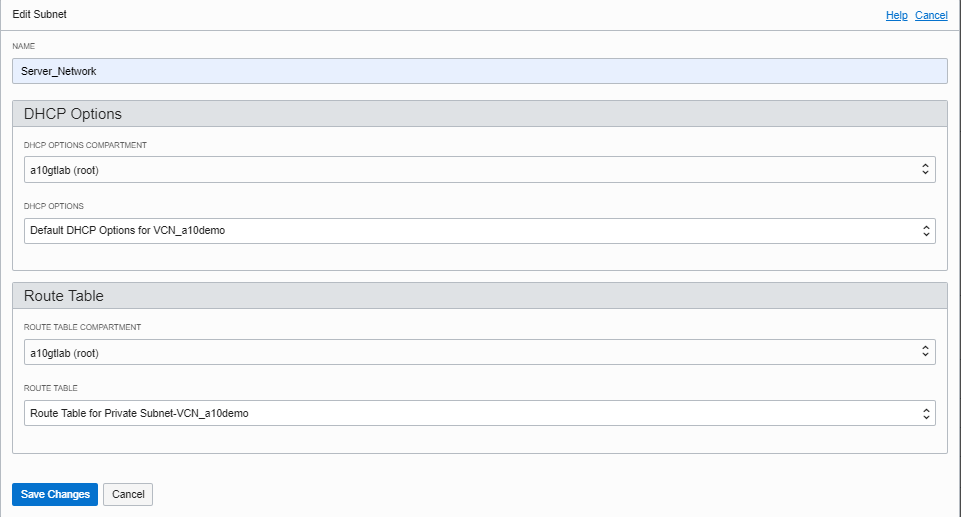 Edit Subnet
Help Cancel
NAME
Server_Network
DHCP Options
DHCP OPTIONS COMPARTMENT
a10gtlab (root)
DHCP OPTIONS
Default DHCP Options for VCN_a10demo
Route Table
ROUTE TABLE COMPARTMENT
a10gtlab (root)
ROUTE TABLE
Route Table for Private Subnet-VCN_a10demo
Save Changes Cancel